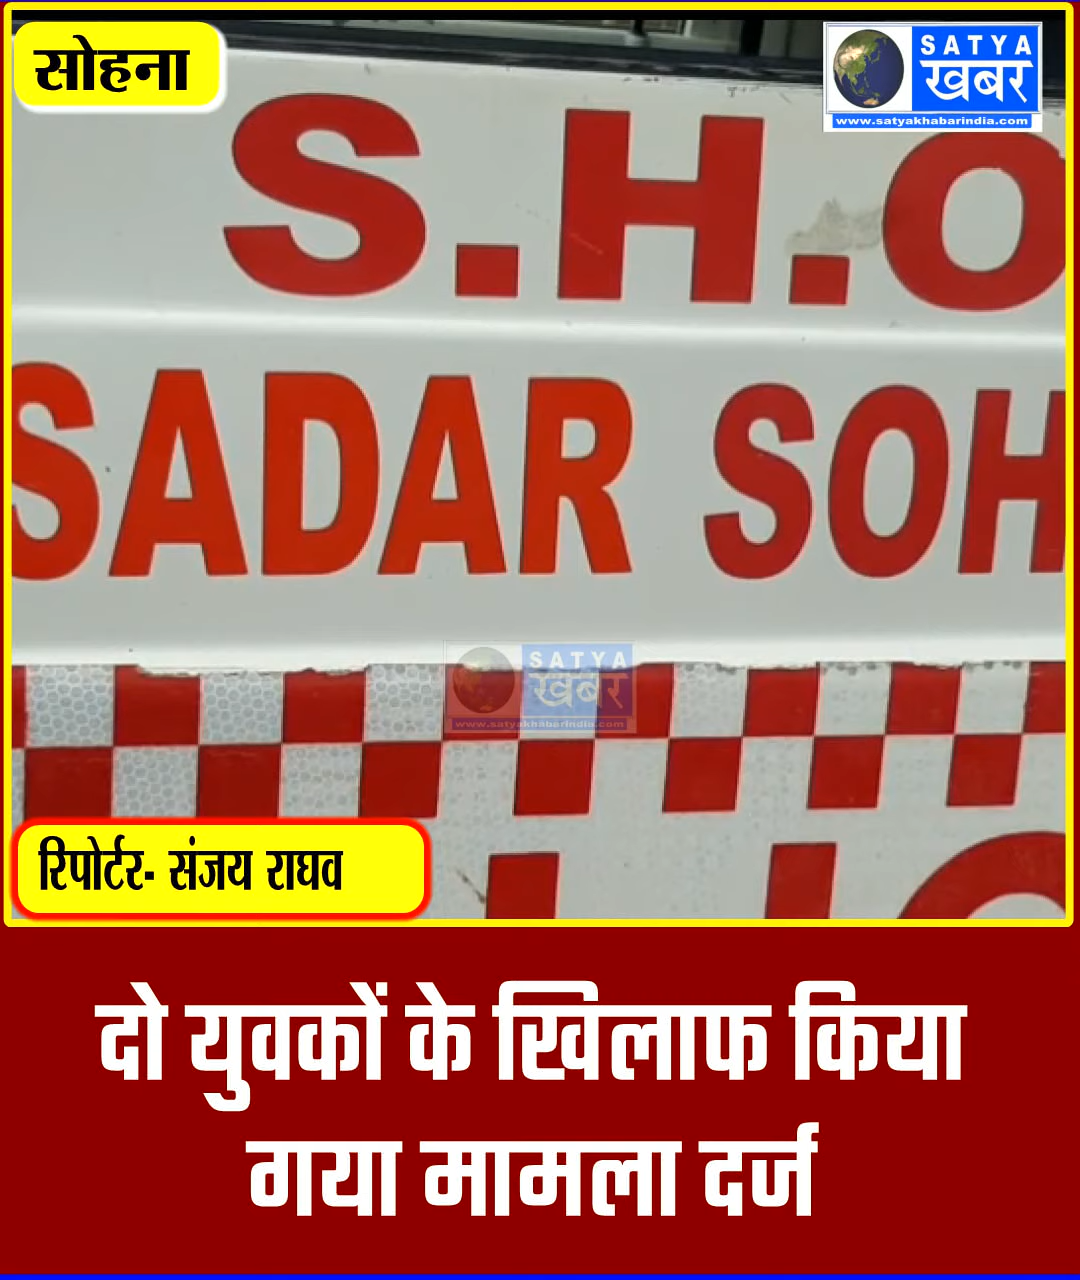 सोहना
SATYA
खबर
www.satyakhabarindia.com
S.H.O
SADAR SOH
SATYA
खबर
www.satyakhabarindia.com
रिपोर्टर- संजय राघव
दो युवकों के खिलाफ किया
गया मामला दर्ज